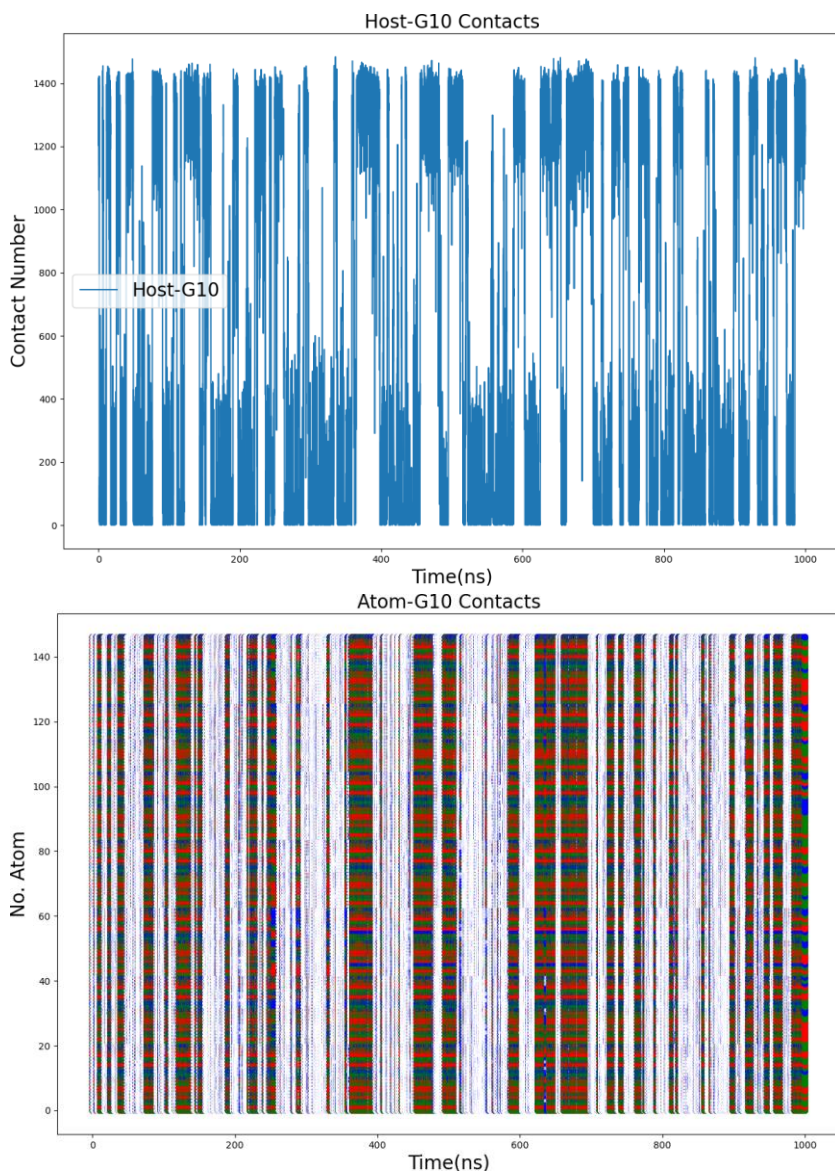 Host-G10 Contacts
1400
1200
1000
800
600
400
200
0
Contact Number
Host-G10
0 200 400 600 800 1000
Time(ns)
Atom-G10 Contacts
140
120
100
80
60
40
20
0
No. Atom
0 200 400 600 800 1000
Time(ns)